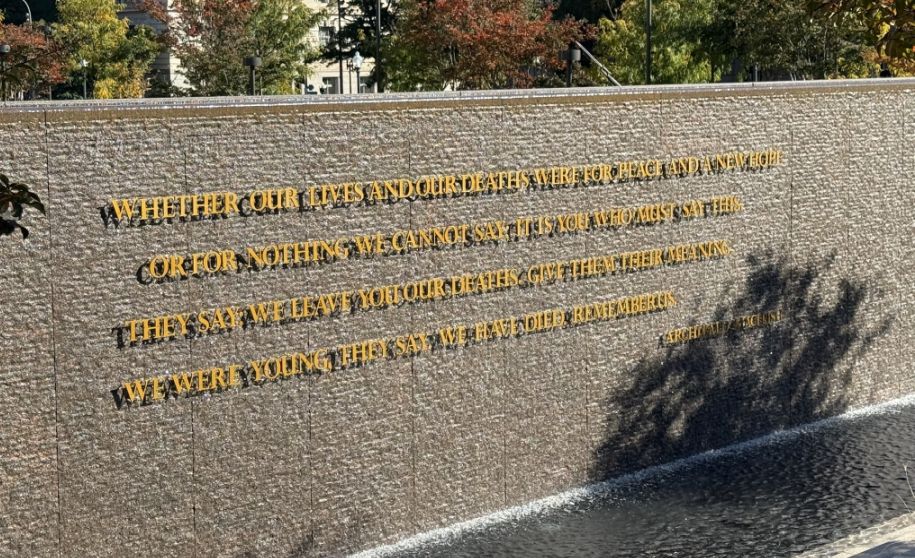 WHETHER OUR LIVES AND OUR DEATHS WERE FOR PEACE AND A NEW HOPE
OR FOR NOTHING WE CANNOT SAY; IT IS YOU WHO MUST SAY THIS.
THEY SAY: WE LEAVE YOU OUR DEATHS. GIVE THEM THEIR MEANING.
WE WERE YOUNG, THEY SAY. WE HAVE DIED. REMEMBER US.
ARCHIBALD MACLEISH